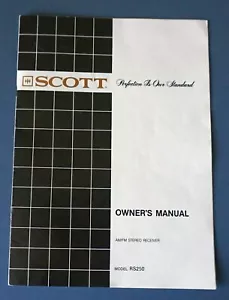 SCOTT
Perfection Is Our Standard
OWNER'S MANUAL
AM/FM STEREO RECEIVER
MODEL RS250